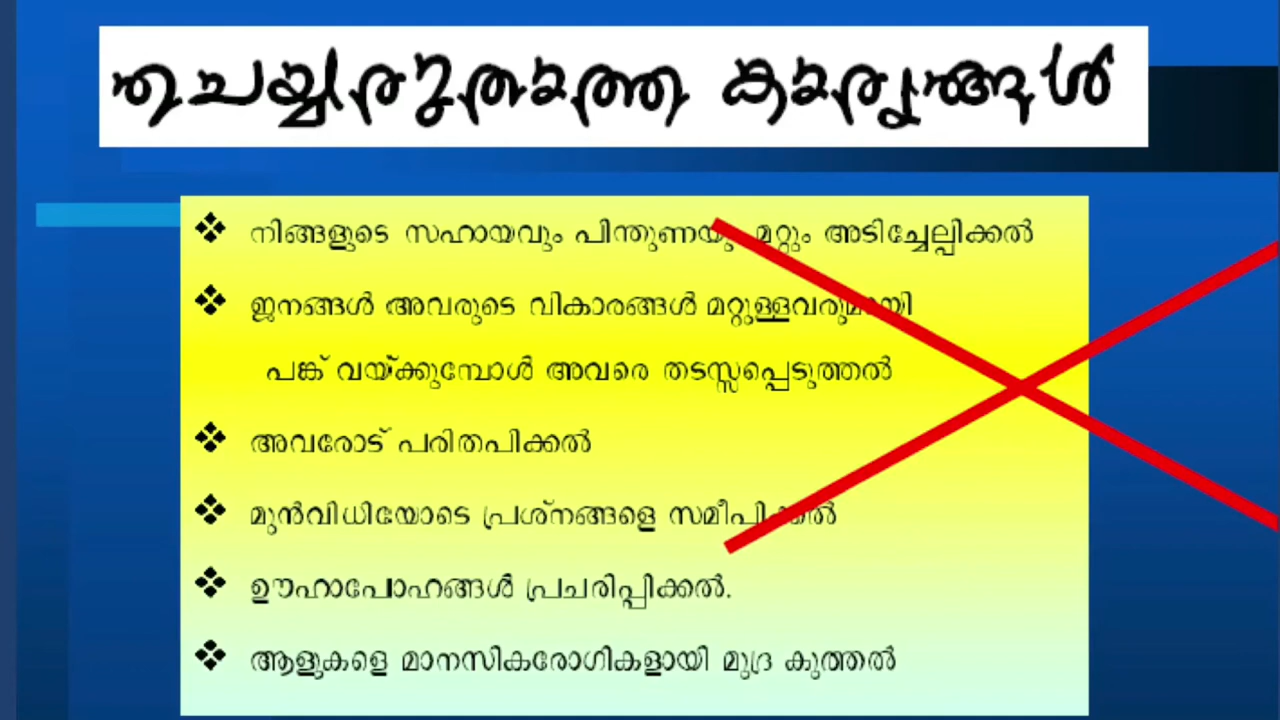 ചെയ്യരുതാത്ത കാര്യങ്ങൾ
❖ നിങ്ങളുടെ സഹായവും പിന്തുണയും മറ്റും അടിച്ചേല്പിക്കൽ
❖ ജനങ്ങൾ അവരുടെ വികാരങ്ങൾ മറ്റുള്ളവരുമായി
പങ്ക് വയ്ക്കുമ്പോൾ അവരെ തടസ്സപ്പെടുത്തൽ
❖ അവരോട് പരിതപിക്കൽ
❖ മുൻവിധിയോടെ പ്രശ്നങ്ങളെ സമീപിക്കൽ
❖ ഊഹാപോഹങ്ങൾ പ്രചരിപ്പിക്കൽ.
❖ ആളുകളെ മാനസികരോഗികളായി മുദ്ര കുത്തൽ